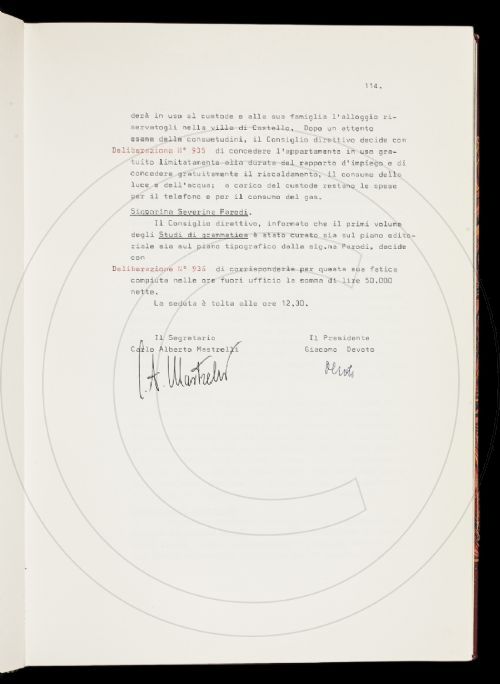 114.
derà in uso al custode e alla sua famiglia l'alloggio ri-
servatogli nella villa di Castello. Dopo un attento
esame delle consuetudini, il Consiglio direttivo decide con
Deliberazione N° 935 di concedere l'appartamento in uso gra-
tuito limitatamente alla durata del rapporto d'impiego e di
concedere gratuitamente il riscaldamento, il consumo della
luce e dell'acqua; a carico del custode restano le spese
per il telefono e per il consumo del gas.
Signorina Severina Parodi.
Il Consiglio direttivo, informato che il primo volume
degli Studi di grammatica è stato curato sia sul piano edito-
riale sia sul piano tipografico dalla sig.na Parodi, decide
con
Deliberazione N° 936 di corrisponderle per questa sua fatica
compiuta nelle ore fuori ufficio la somma di lire 50.000
nette.
La seduta è tolta alle ore 12,30.
Il Segretario Il Presidente
Carlo Alberto Mastrelli Giacomo Devoto
C. A. Mastrelli Devoto